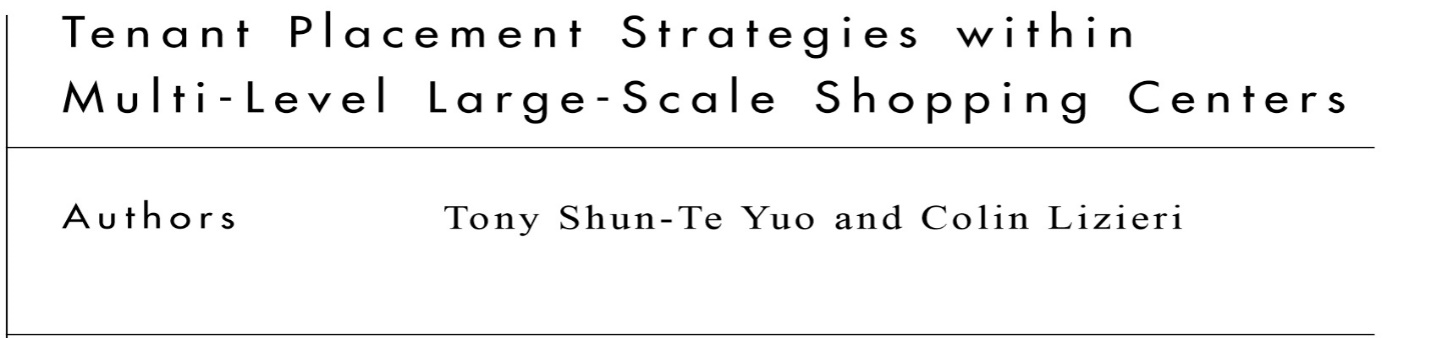 Tenant Placement Strategies within
Multi-Level Large-Scale Shopping Centers
Authors Tony Shun-Te Yuo and Colin Lizieri